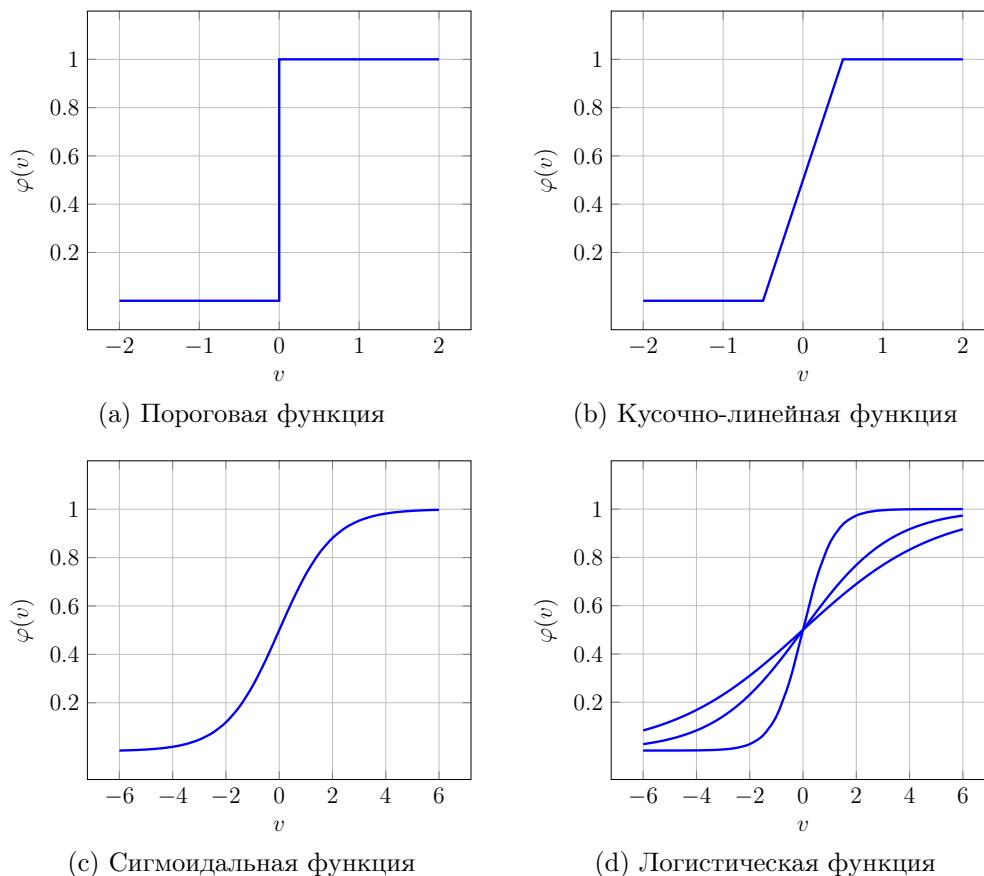 1
0.8
0.6
0.4
0.2
φ(v)
−2 −1 0 1 2
v
(a) Пороговая функция
1
0.8
0.6
0.4
0.2
φ(v)
−2 −1 0 1 2
v
(b) Кусочно-линейная функция
1
0.8
0.6
0.4
0.2
φ(v)
−6 −4 −2 0 2 4 6
v
(c) Сигмоидальная функция
1
0.8
0.6
0.4
0.2
φ(v)
−6 −4 −2 0 2 4 6
v
(d) Логистическая функция